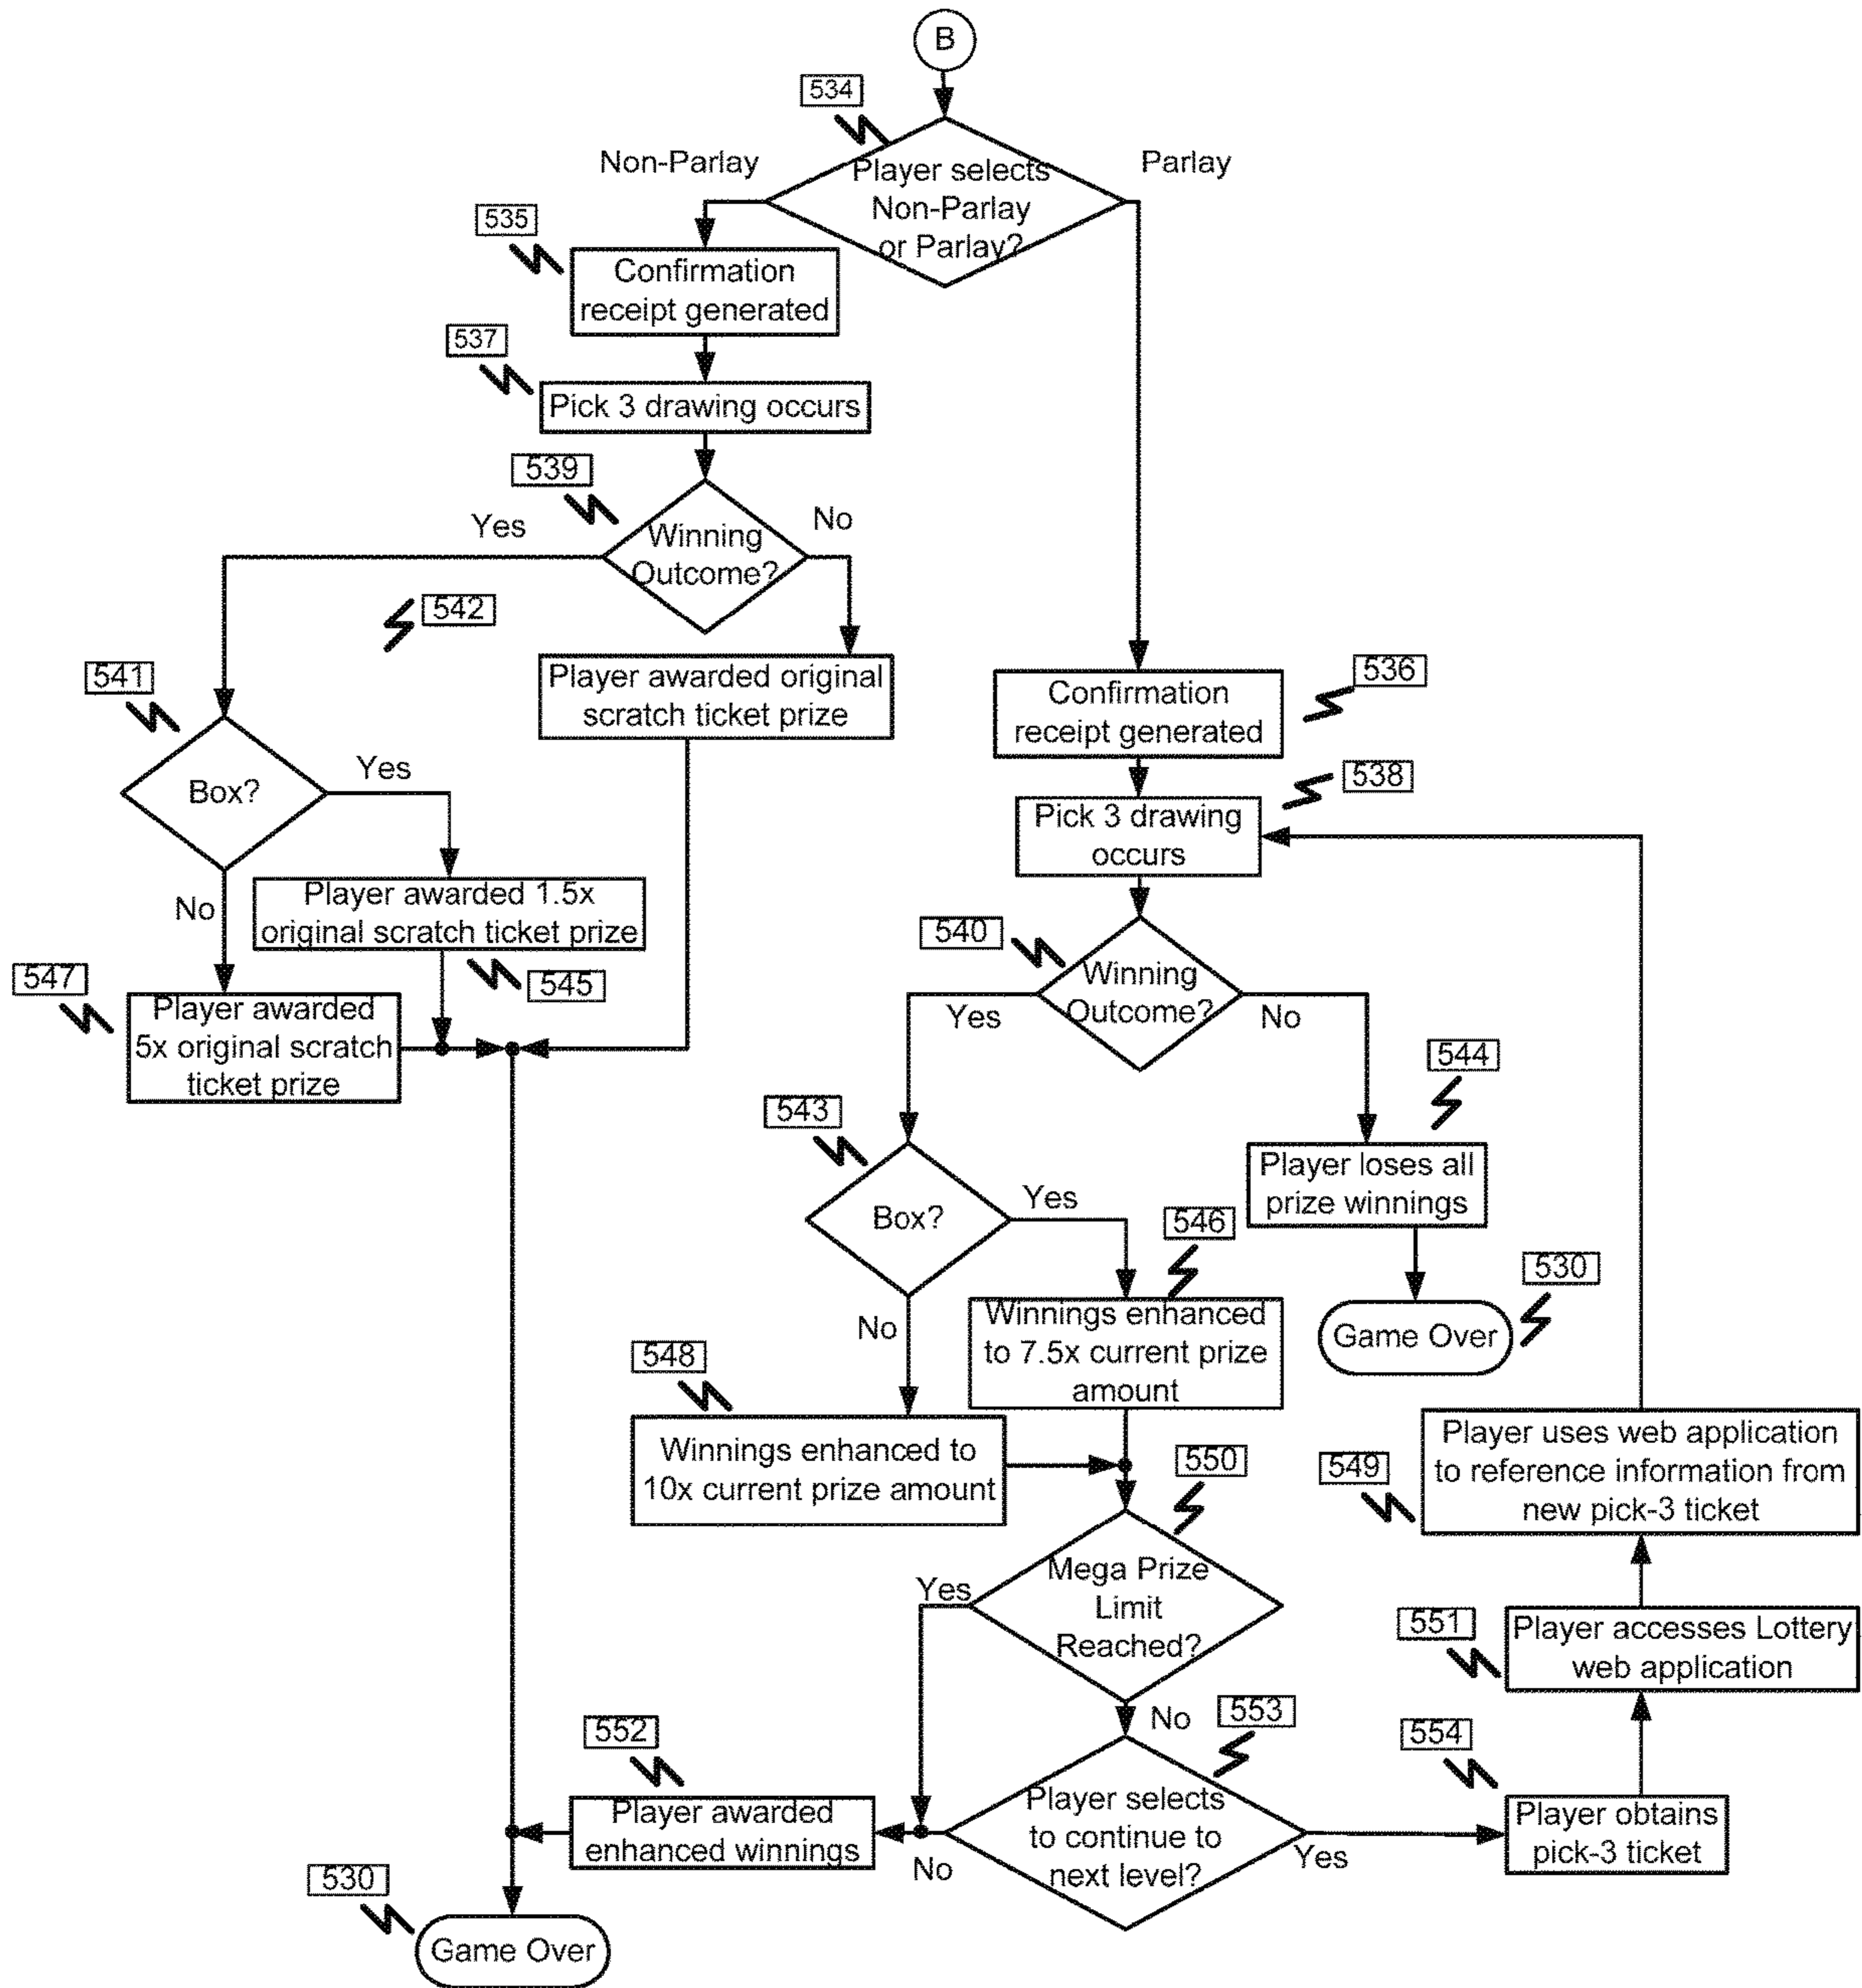 B
534
Non-Parlay
Parlay
Player selects
Non-Parlay
or Parlay?
535
Confirmation
receipt generated
537
Pick 3 drawing occurs
539
Yes
No
Winning
Outcome?
542
Player awarded original
scratch ticket prize
541
Box?
Yes
No
Player awarded 1.5x
original scratch ticket prize
545
547
Player awarded
5x original scratch
ticket prize
536
Confirmation
receipt generated
538
Pick 3 drawing
occurs
540
Winning
Outcome?
Yes
No
544
Player loses all
prize winnings
530
Game Over
543
Box?
Yes
No
546
Winnings enhanced
to 7.5x current prize
amount
548
Winnings enhanced to
10x current prize amount
550
Mega Prize
Limit
Reached?
Yes
No
553
Player selects
to continue to
next level?
No
Yes
552
Player awarded
enhanced winnings
554
Player obtains
pick-3 ticket
551
Player accesses Lottery
web application
549
Player uses web application
to reference information from
new pick-3 ticket
530
Game Over